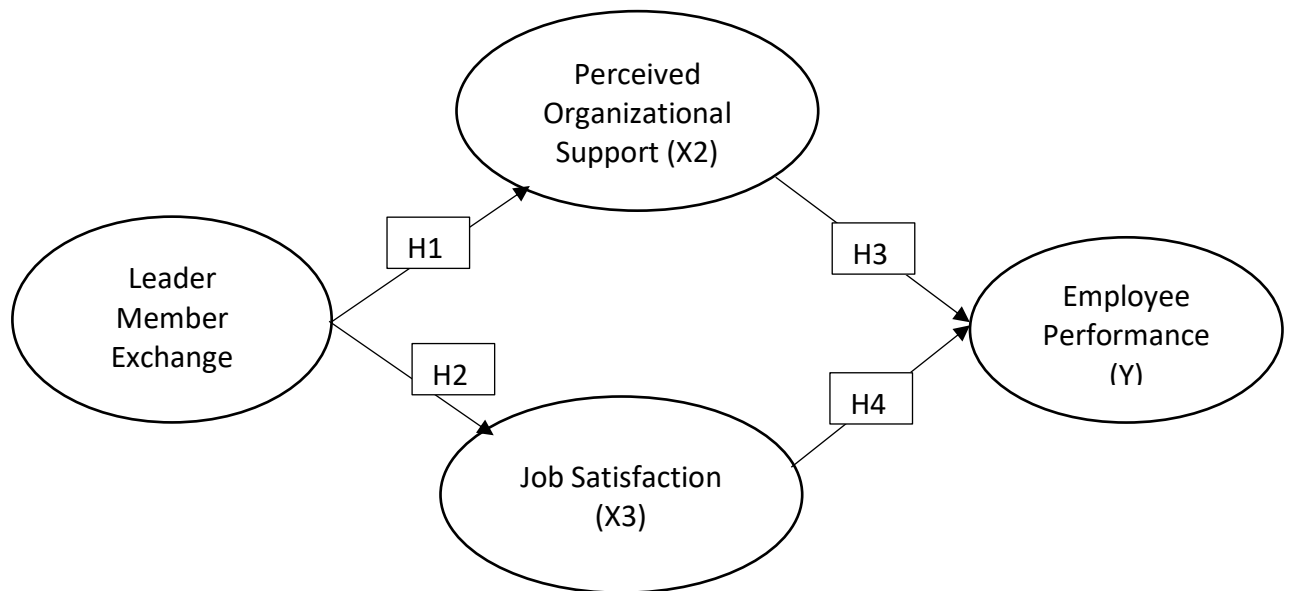 Perceived
Organizational
Support (X2)
H1
H3
Leader
Member
Exchange
Employee
Performance
(Y)
H2
H4
Job Satisfaction
(X3)